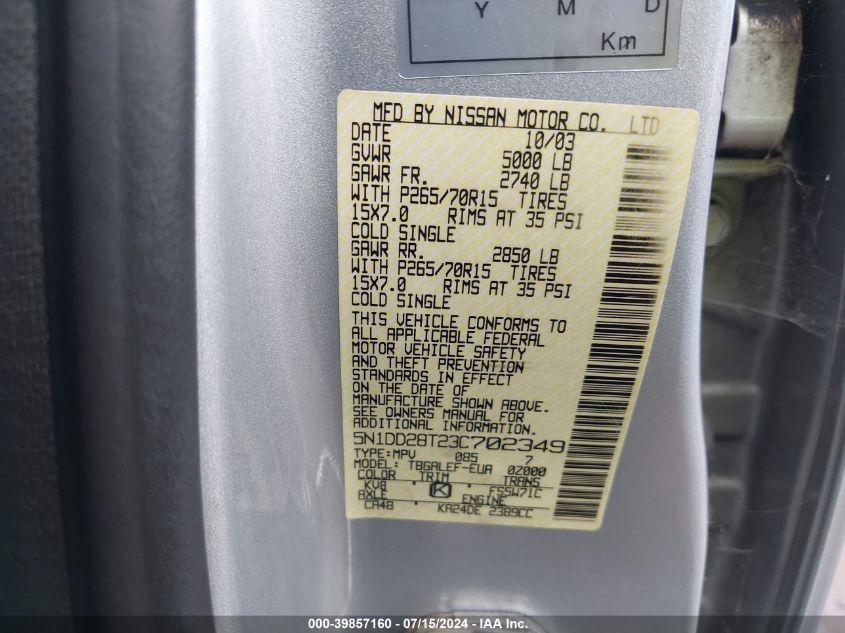 Y M D
Km
MFD BY NISSAN MOTOR CO. LTD
DATE 10/03
GVWR 5000 LB
GAWR FR. 2740 LB
WITH P265/70R15 TIRES
15X7.0 RIMS AT 35 PSI
COLD SINGLE
GAWR RR. 2850 LB
WITH P265/70R15 TIRES
15X7.0 RIMS AT 35 PSI
COLD SINGLE
THIS VEHICLE CONFORMS TO
ALL APPLICABLE FEDERAL
MOTOR VEHICLE SAFETY
AND THEFT PREVENTION
STANDARDS IN EFFECT
ON THE DATE OF
MANUFACTURE SHOWN ABOVE.
SEE OWNERS MANUAL FOR
ADDITIONAL INFORMATION.
5N1DD28T23C702349
TYPE:MPV 085 7
MODEL: TBGALEF-EUA 0Z000
COLOR TRIM TRANS
KV8 K FS5W71C
AXLE ENGINE
CA48 KA24DE 2389CC
000-39857160 - 07/15/2024 - IAA Inc.